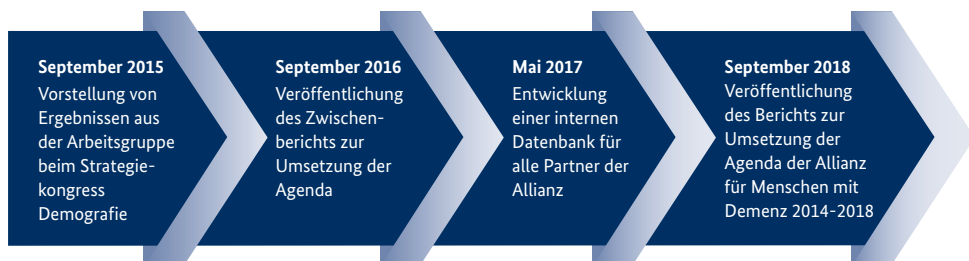 September 2015
Vorstellung von
Ergebnissen aus
der Arbeitsgruppe
beim Strategie-
kongress
Demografie
September 2016
Veröffentlichung
des Zwischen-
berichts zur
Umsetzung der
Agenda
Mai 2017
Entwicklung
einer internen
Datenbank für
alle Partner der
Allianz
September 2018
Veröffentlichung
des Berichts zur
Umsetzung der
Agenda der Allianz
für Menschen mit
Demenz 2014-2018